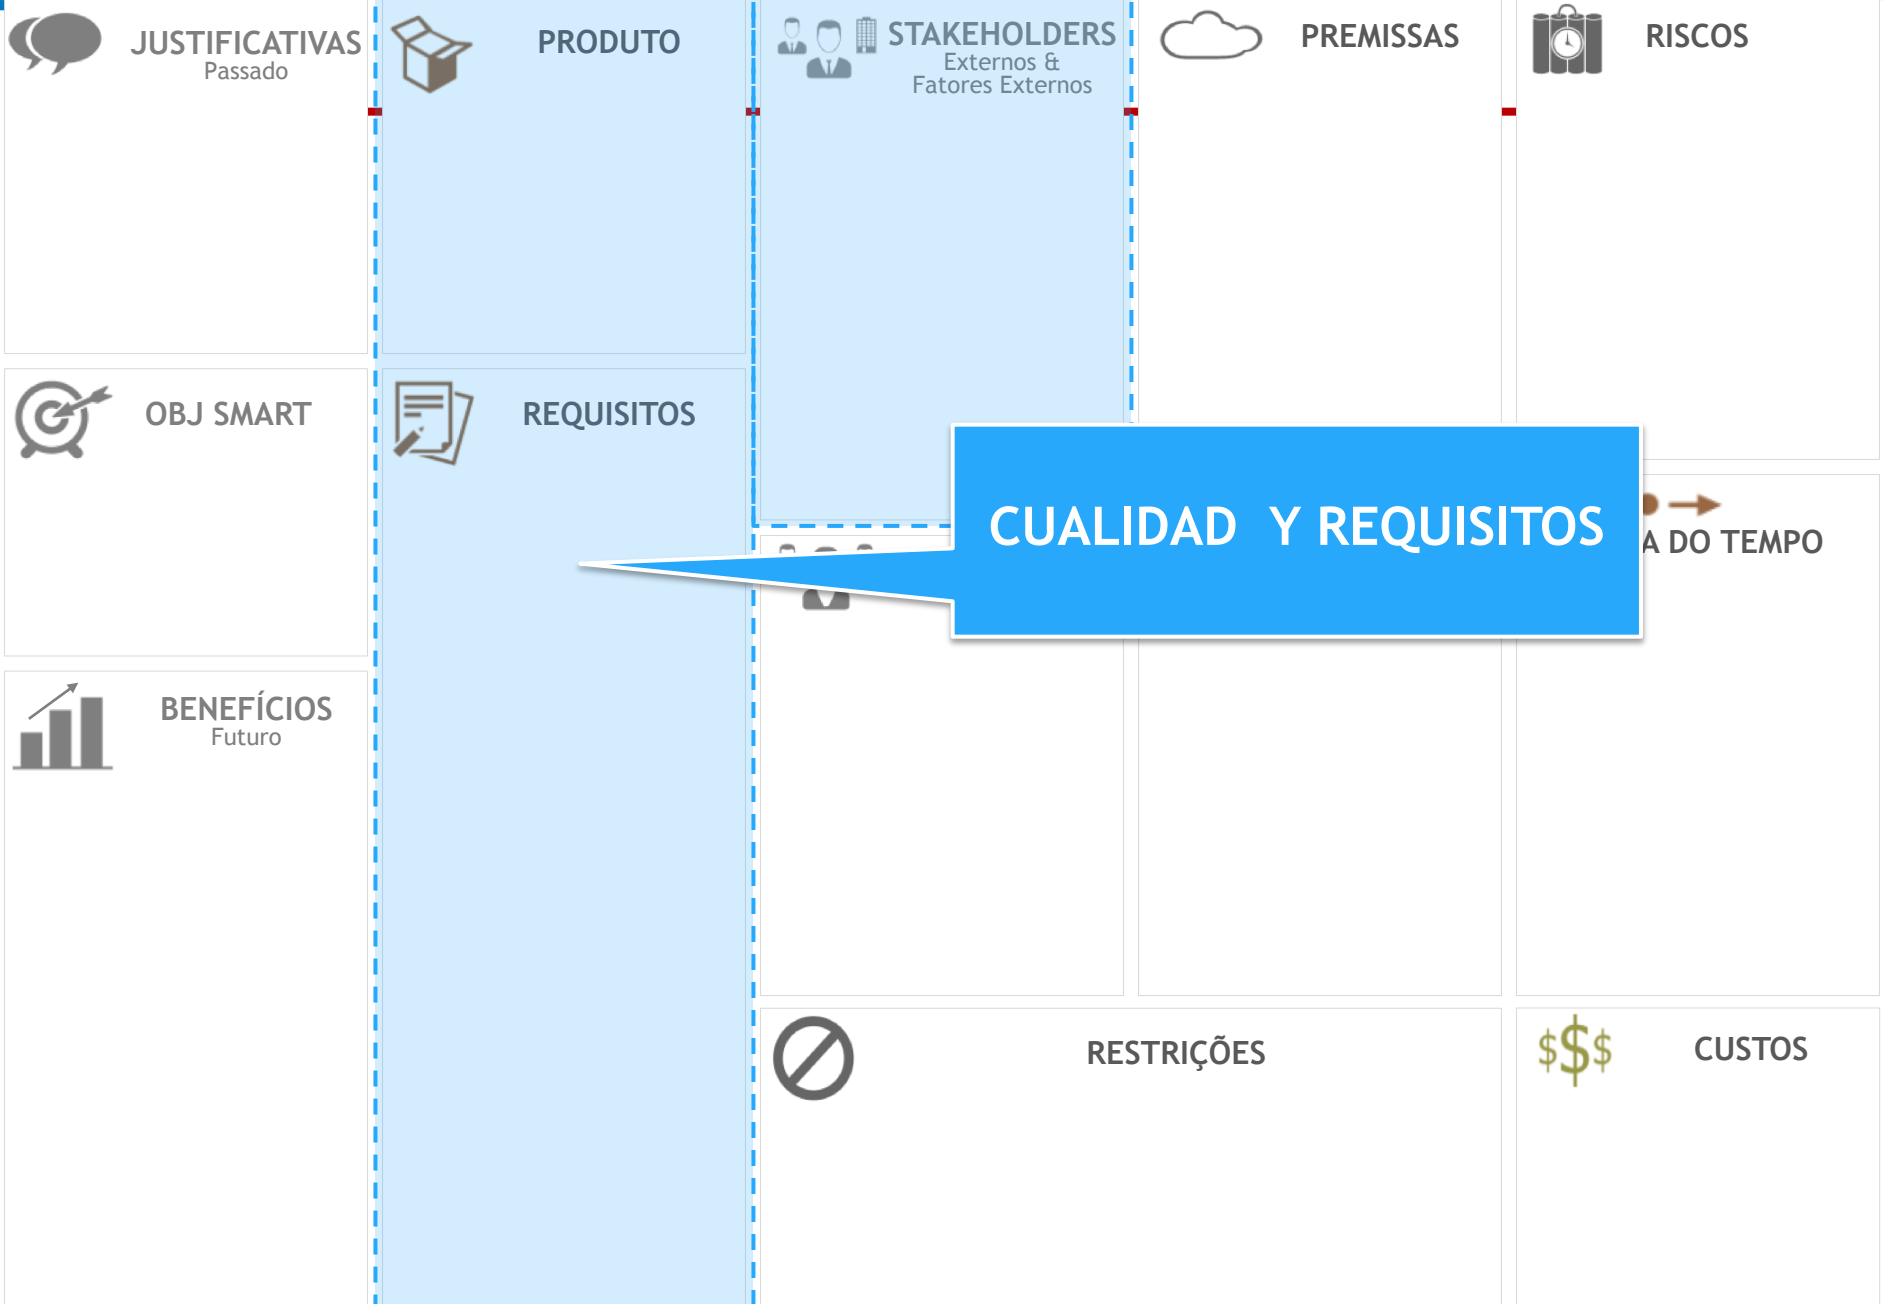 JUSTIFICATIVAS
Passado
PRODUTO
STAKEHOLDERS
Externos &
Fatores Externos
PREMISSAS
RISCOS
OBJ SMART
REQUISITOS
CUALIDAD Y REQUISITOS
A DO TEMPO
BENEFÍCIOS
Futuro
RESTRIÇÕES
$$$
CUSTOS